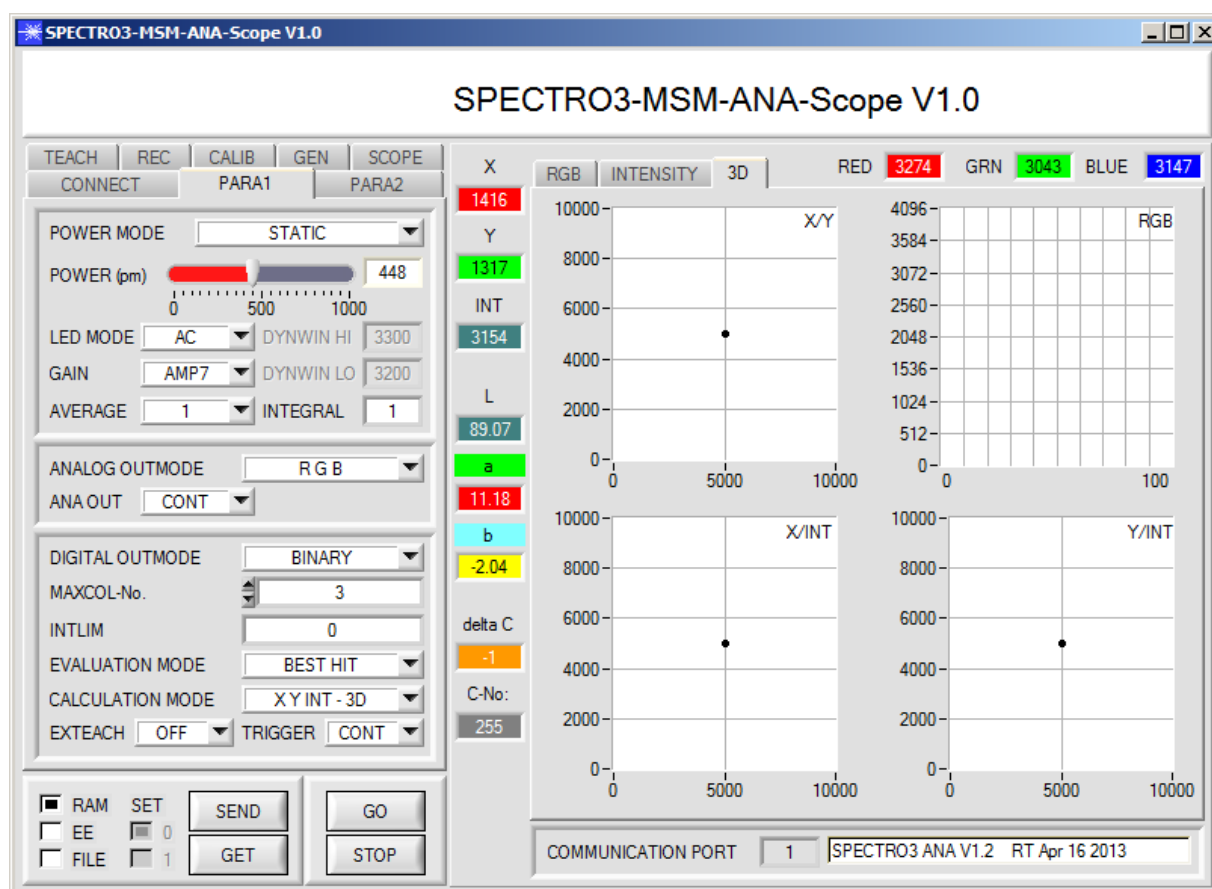 SPECTRO3-MSM-ANA-Scope V1.0
SPECTRO3-MSM-ANA-Scope V1.0
TEACH REC CALIB GEN SCOPE
CONNECT PARA1 PARA2
POWER MODE STATIC
POWER (pm) 448
0 500 1000
LED MODE AC DYNWIN HI 3300
GAIN AMP7 DYNWIN LO 3200
AVERAGE 1 INTEGRAL 1
ANALOG OUTMODE R G B
ANA OUT CONT
DIGITAL OUTMODE BINARY
MAXCOL-No. 3
INTLIM 0
EVALUATION MODE BEST HIT
CALCULATION MODE X Y INT - 3D
EXTEACH OFF TRIGGER CONT
RAM SET
EE 0
FILE 1
SEND
GET
GO
STOP
X
1416
Y
1317
INT
3154
L
89.07
a
11.18
b
-2.04
delta C
-1
C-No:
255
RGB INTENSITY 3D
RED 3274 GRN 3043 BLUE 3147
X/Y
10000
8000
6000
4000
2000
0
0 5000 10000
RGB
4096
3584
3072
2560
2048
1536
1024
512
0
0 100
X/INT
10000
8000
6000
4000
2000
0
0 5000 10000
Y/INT
10000
8000
6000
4000
2000
0
0 5000 10000
COMMUNICATION PORT 1 SPECTRO3 ANA V1.2 RT Apr 16 2013